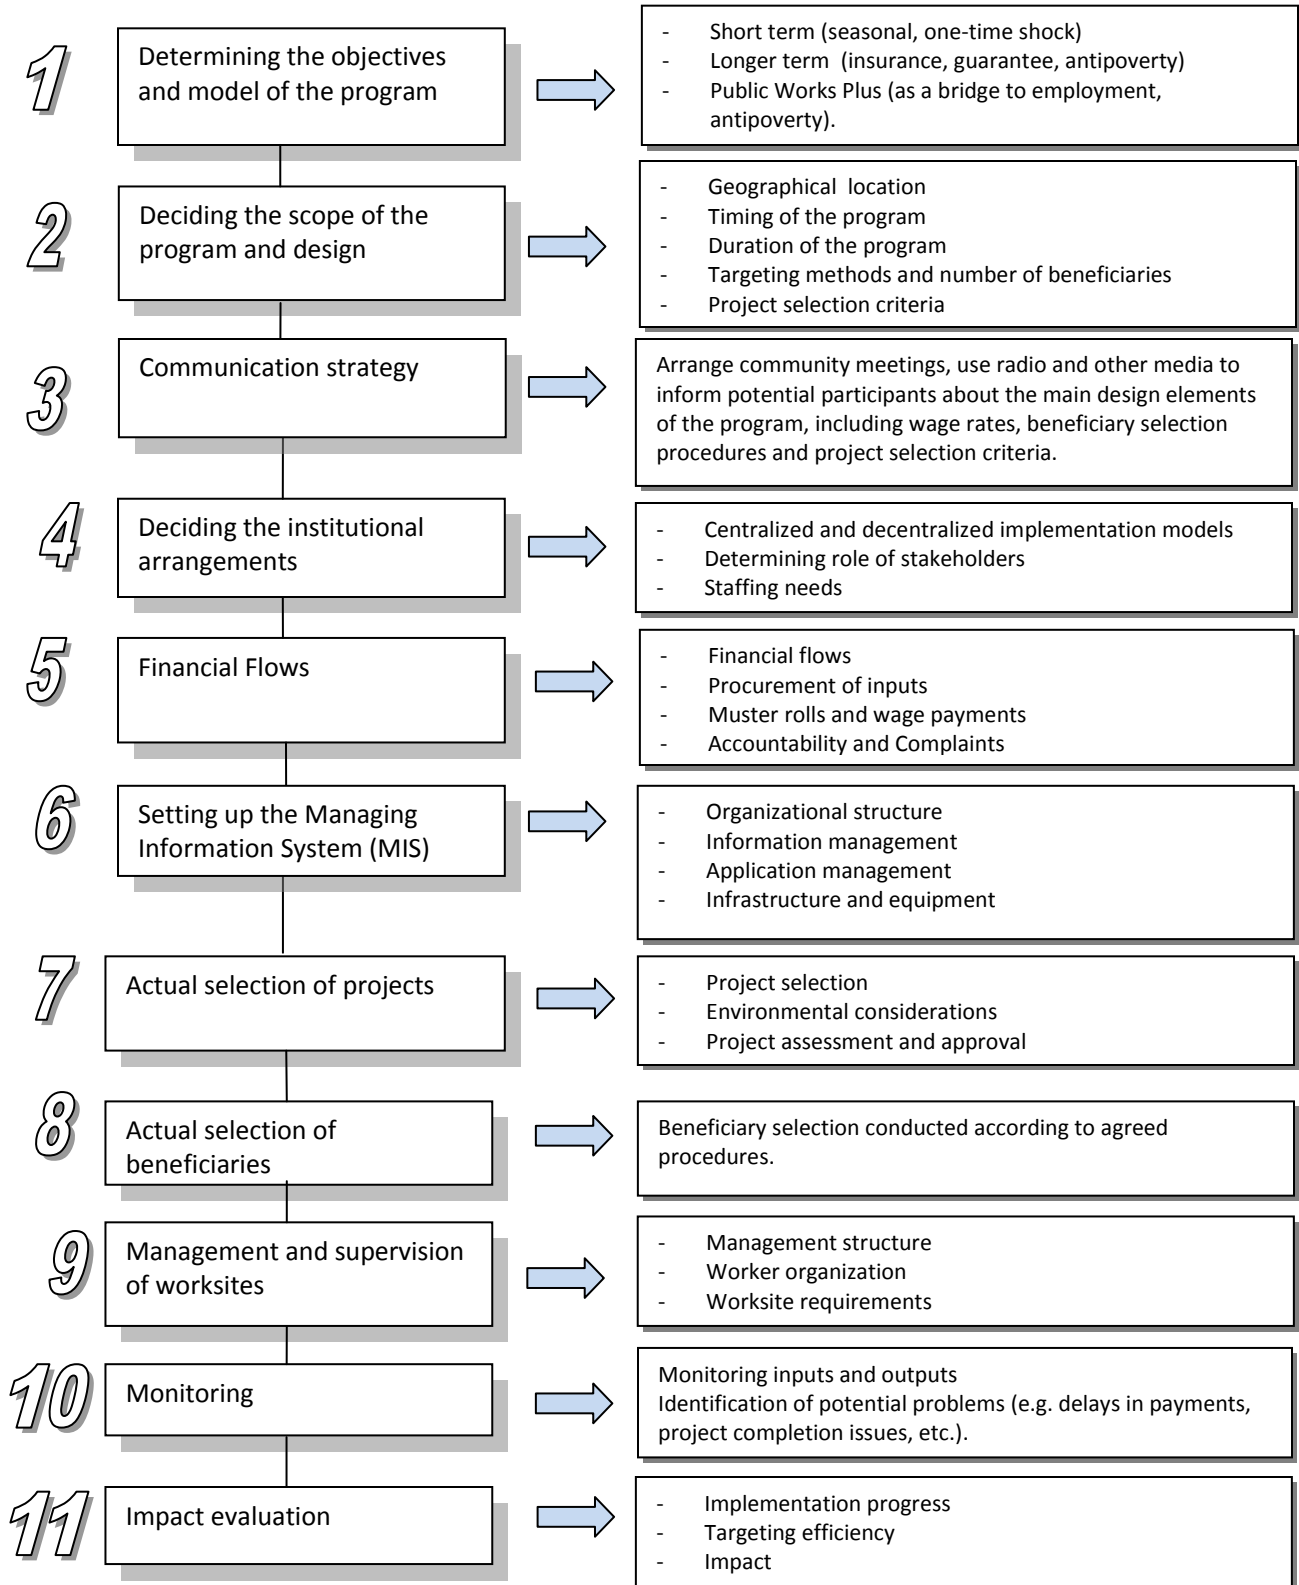 1
Determining the objectives
and model of the program
- Short term (seasonal, one-time shock)
- Longer term (insurance, guarantee, antipoverty)
- Public Works Plus (as a bridge to employment,
antipoverty).
2
Deciding the scope of the
program and design
- Geographical location
- Timing of the program
- Duration of the program
- Targeting methods and number of beneficiaries
- Project selection criteria
3
Communication strategy
Arrange community meetings, use radio and other media to
inform potential participants about the main design elements
of the program, including wage rates, beneficiary selection
procedures and project selection criteria.
4
Deciding the institutional
arrangements
- Centralized and decentralized implementation models
- Determining role of stakeholders
- Staffing needs
5
Financial Flows
- Financial flows
- Procurement of inputs
- Muster rolls and wage payments
- Accountability and Complaints
6
Setting up the Managing
Information System (MIS)
- Organizational structure
- Information management
- Application management
- Infrastructure and equipment
7
Actual selection of projects
- Project selection
- Environmental considerations
- Project assessment and approval
8
Actual selection of
beneficiaries
Beneficiary selection conducted according to agreed
procedures.
9
Management and supervision
of worksites
- Management structure
- Worker organization
- Worksite requirements
10
Monitoring
Monitoring inputs and outputs
Identification of potential problems (e.g. delays in payments,
project completion issues, etc.).
11
Impact evaluation
- Implementation progress
- Targeting efficiency
- Impact